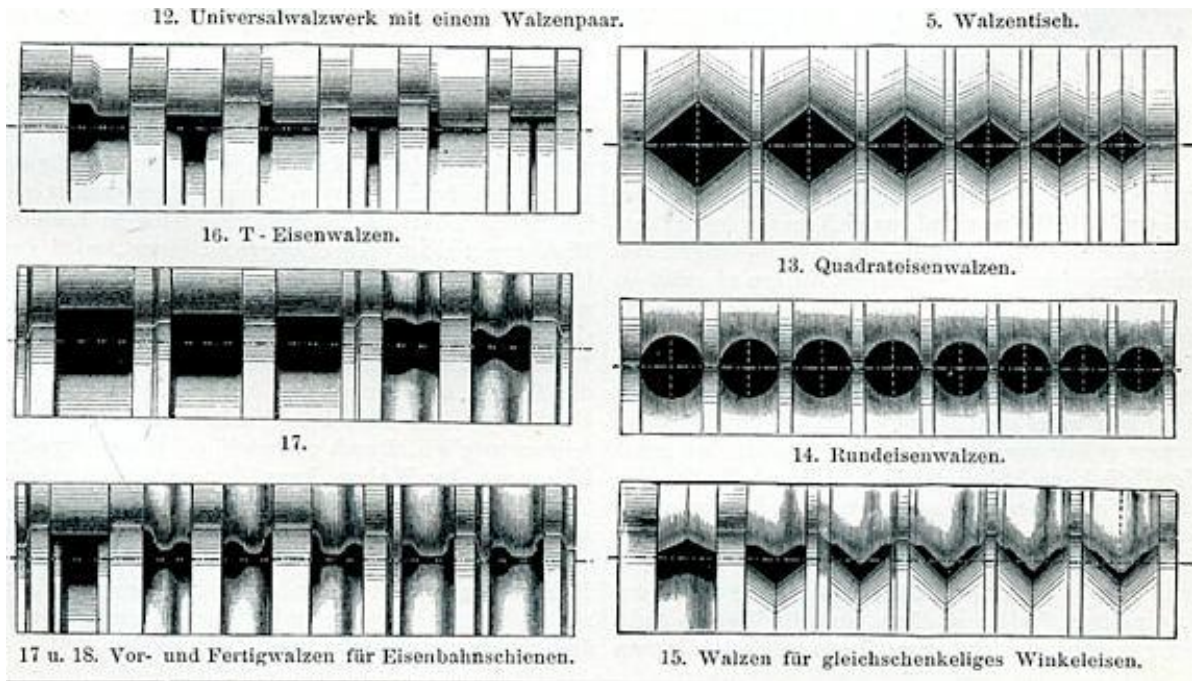 12. Universalwalzwerk mit einem Walzenpaar.
5. Walzentisch.
16. T-Eisenwalzen.
13. Quadrateisenwalzen.
17.
14. Rundeisenwalzen.
17 u. 18. Vor- und Fertigwalzen für Eisenbahnschienen.
15. Walzen für gleichschenkeliges Winkeleisen.